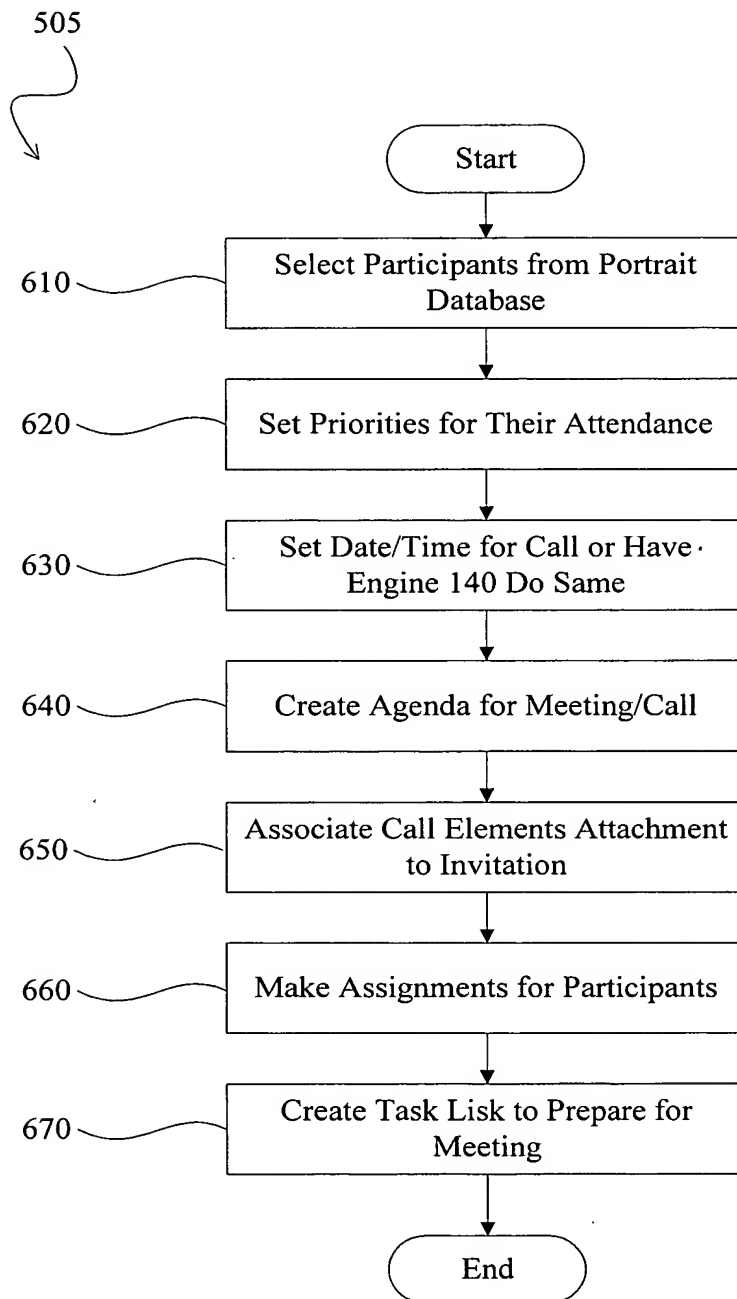 505
Start
610
Select Participants from Portrait
Database
620
Set Priorities for Their Attendance
630
Set Date/Time for Call or Have
Engine 140 Do Same
640
Create Agenda for Meeting/Call
650
Associate Call Elements Attachment
to Invitation
660
Make Assignments for Participants
670
Create Task Lisk to Prepare for
Meeting
End